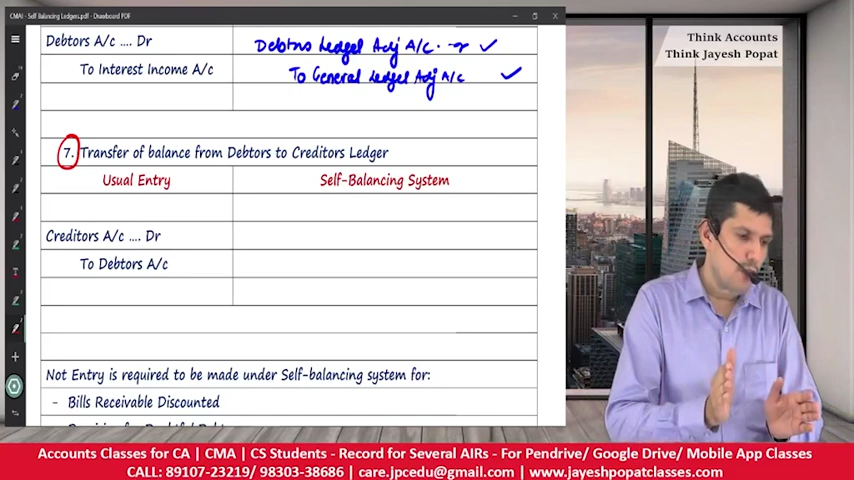 CMAI - Self Balancing Ledgers.pdf - Drawboard PDF
Think Accounts
Think Jayesh Popat
Debtors A/c .... Dr
Debtors Ledger Adj A/c. Dr ✓
To Interest Income A/c
To General Ledger Adj A/c ✓
7. Transfer of balance from Debtors to Creditors Ledger
Usual Entry
Self-Balancing System
Creditors A/c .... Dr
To Debtors A/c
Not Entry is required to be made under Self-balancing system for:
- Bills Receivable Discounted
Accounts Classes for CA | CMA | CS Students - Record for Several AIRs - For Pendrive/ Google Drive/ Mobile App Classes
CALL: 89107-23219/ 98303-38686 | care.jpcedu@gmail.com | www.jayeshpopatclasses.com